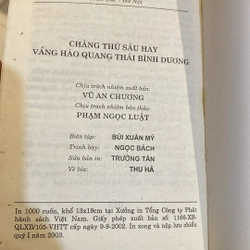 Hà Nội
CHÀNG THỨ SÁU HAY
VẦNG HÀO QUANG THÁI BÌNH DƯƠNG
Chịu trách nhiệm xuất bản:
VŨ AN CHƯƠNG
Chịu trách nhiệm bản thảo:
PHẠM NGỌC LUẬT
Biên tập: BÙI XUÂN MỸ
Trình bày: NGỌC BÁCH
Sửa bản in: TRƯỜNG TÂN
Vẽ bìa: THU HÀ
In 1000 cuốn, khổ 13x19cm tại Xưởng in Tổng Công ty Phát
hành sách Việt Nam. Giấy phép xuất bản số 1166-XB-
QLXB/105-VHTT cấp ngày 9-9-2002. In xong và nộp lưu chiểu
quý I năm 2003.